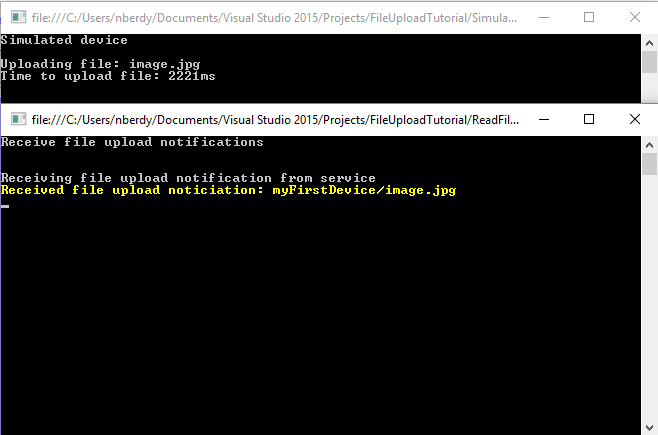 file:///C:/Users/nberdy/Documents/Visual Studio 2015/Projects/FileUploadTutorial/Simula...
Simulated device
Uploading file: image.jpg
Time to upload file: 2221ms
file:///C:/Users/nberdy/Documents/Visual Studio 2015/Projects/FileUploadTutorial/ReadFil...
Receive file upload notifications
Receiving file upload notification from service
Received file upload noticiation: myFirstDevice/image.jpg